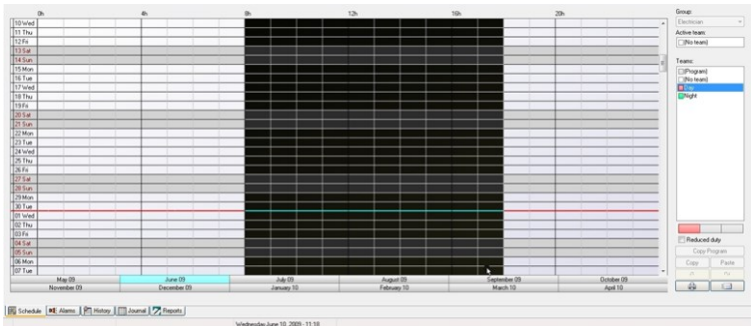 0h 4h 8h 12h 16h 20h
10 Wed
11 Thu
12 Fri
13 Sat
14 Sun
15 Mon
16 Tue
17 Wed
18 Thu
19 Fri
20 Sat
21 Sun
22 Mon
23 Tue
24 Wed
25 Thu
26 Fri
27 Sat
28 Sun
29 Mon
30 Tue
01 Wed
02 Thu
03 Fri
04 Sat
05 Sun
06 Mon
07 Tue
May 09 June 09 July 09 August 09 September 09 October 09
November 09 December 09 January 10 February 10 March 10 April 10
Group:
Electrician
Active team:
(No team)
Teams:
(Program)
(No team)
Day
Night
Reduced duty
Copy Program
Copy Paste
Schedule Alarms History Journal Reports
Wednesday, June 10, 2009 - 11:18